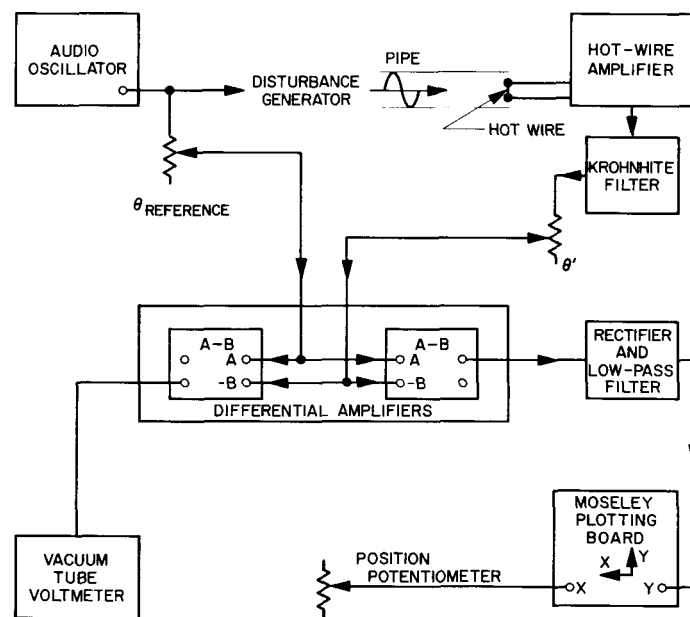 AUDIO
OSCILLATOR
DISTURBANCE
GENERATOR
PIPE
HOT WIRE
HOT-WIRE
AMPLIFIER
KROHNHITE
FILTER
θ REFERENCE
θ'
A-B
A
-B
A-B
A
-B
DIFFERENTIAL AMPLIFIERS
RECTIFIER
AND
LOW-PASS
FILTER
VACUUM
TUBE
VOLTMETER
POSITION
POTENTIOMETER
MOSELEY
PLOTTING
BOARD
X
Y
X
Y